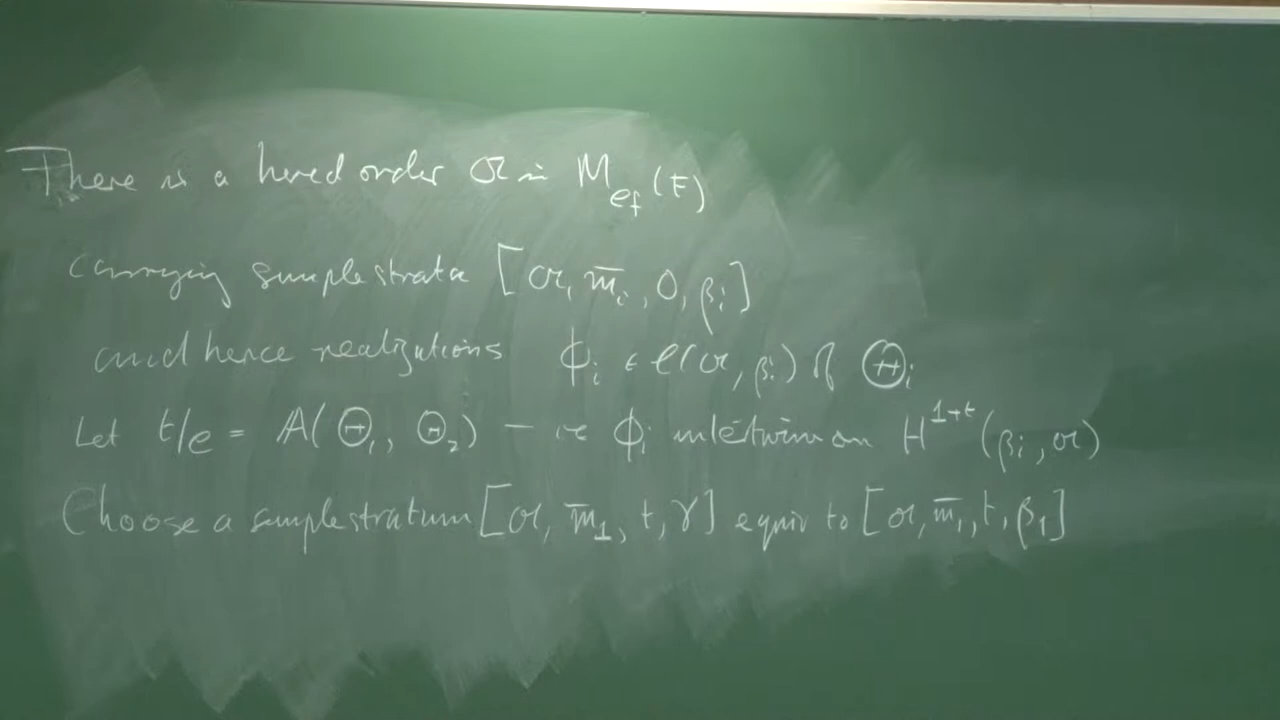 There is a hered order 𝔄 in M_{ef}(F)
carrying simple strata [𝔄, m̄_i, 0, β_i]
and hence realizations ϕ_i ∈ 𝒞(𝔄, β_i) of Θ_i
Let t/e = 𝔸(Θ_1, Θ_2) – ie ϕ_i intertwine on H^{1+t}(β_i, 𝔄)
Choose a simple stratum [𝔄, m̄_1, t, γ] equiv to [𝔄, m̄_1, t, β_1]